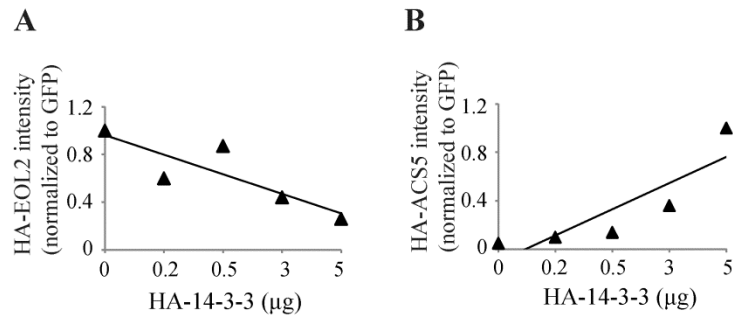 A
HA-EOL2 intensity
(normalized to GFP)
1.2
0.8
0.4
0
0 0.2 0.5 3 5
HA-14-3-3 (μg)
B
HA-ACS5 intensity
(normalized to GFP)
1.2
0.8
0.4
0
0 0.2 0.5 3 5
HA-14-3-3 (μg)